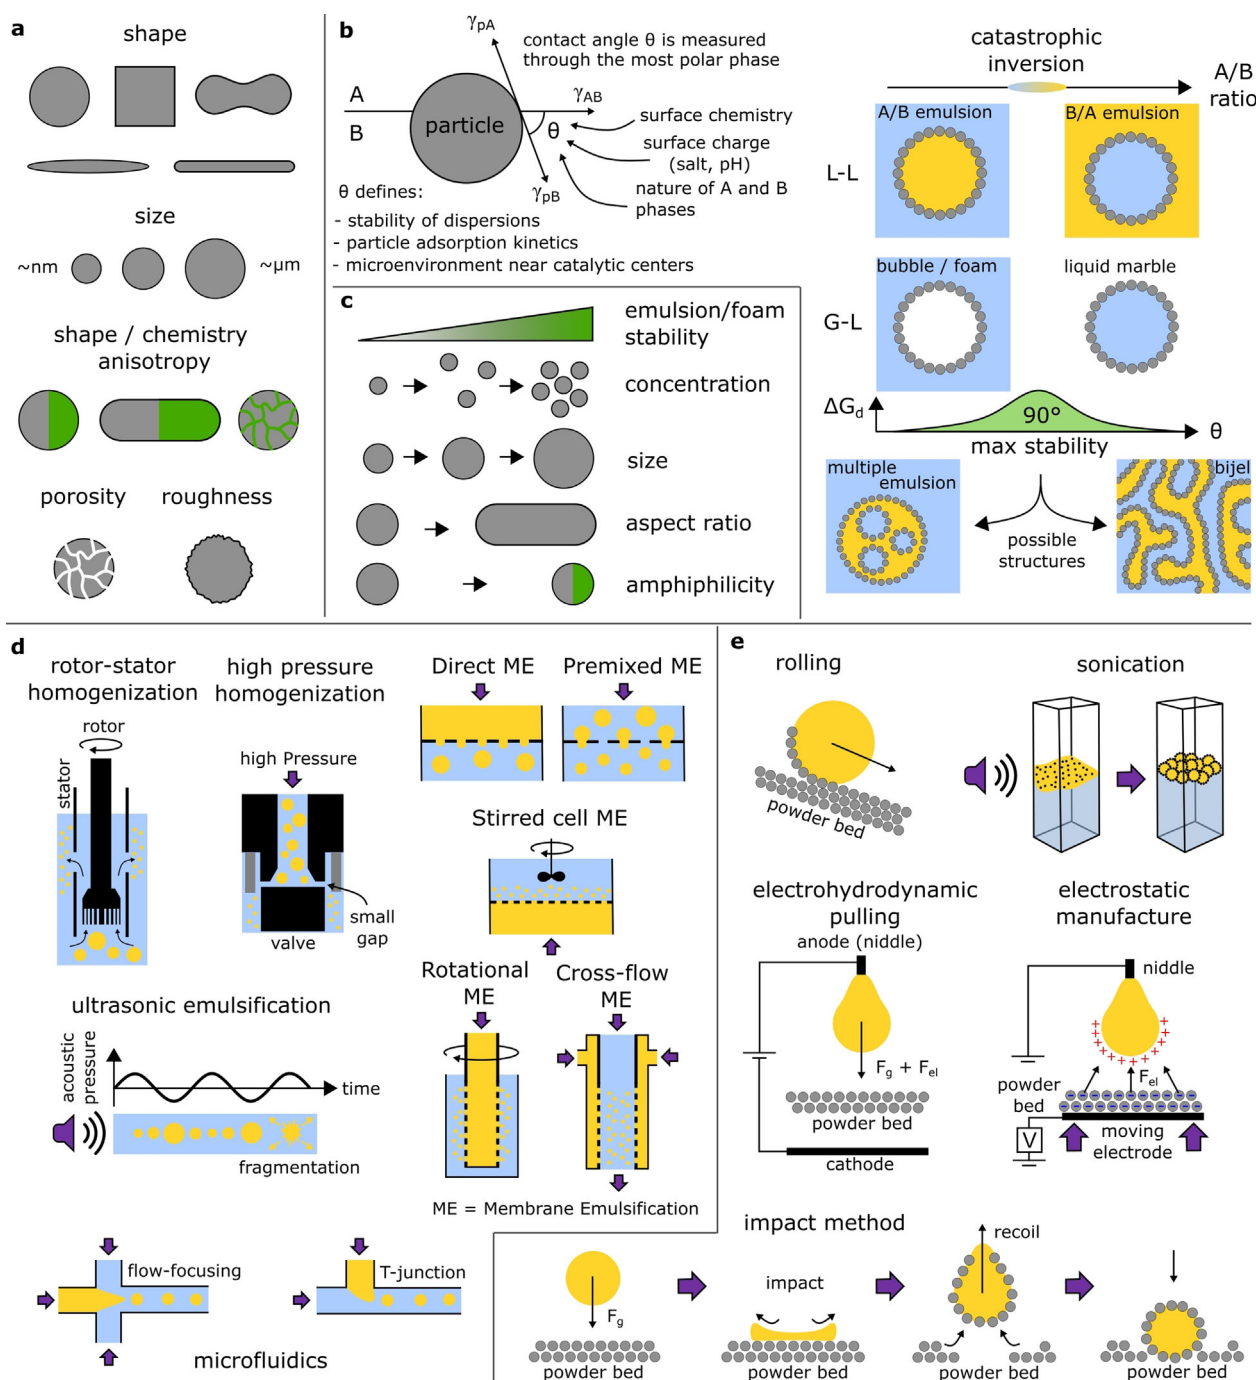 a
shape
size
~nm
~µm
shape / chemistry
anisotropy
porosity
roughness
b
γpA
contact angle θ is measured
through the most polar phase
A
B
particle
γAB
θ
γpB
surface chemistry
surface charge
(salt, pH)
nature of A and B
phases
θ defines:
- stability of dispersions
- particle adsorption kinetics
- microenvironment near catalytic centers
catastrophic
inversion
A/B
ratio
A/B emulsion
B/A emulsion
L-L
bubble / foam
liquid marble
G-L
ΔGd
90°
θ
max stability
multiple
emulsion
bijel
possible
structures
c
emulsion/foam
stability
concentration
size
aspect ratio
amphiphilicity
d
rotor-stator
homogenization
rotor
stator
high pressure
homogenization
high Pressure
small
gap
valve
Direct ME
Premixed ME
Stirred cell ME
Rotational
ME
Cross-flow
ME
ME = Membrane Emulsification
ultrasonic emulsification
acoustic
pressure
time
fragmentation
flow-focusing
T-junction
microfluidics
e
rolling
powder bed
sonication
electrohydrodynamic
pulling
anode (niddle)
Fg + Fel
powder bed
cathode
electrostatic
manufacture
niddle
+ + + + + + + + + + +
Fel
powder
bed
V
moving
electrode
impact method
Fg
powder bed
impact
powder bed
recoil
powder bed
powder bed